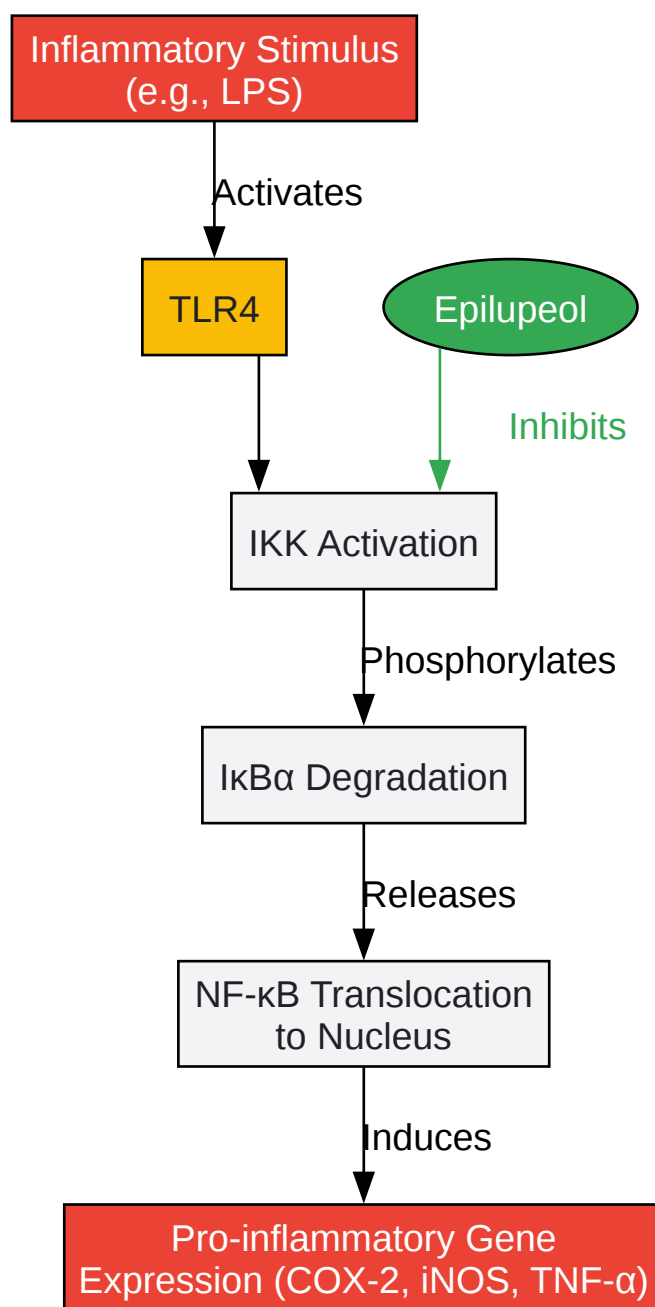 Inflammatory Stimulus
(e.g., LPS)
Activates
TLR4
Epilupeol
Inhibits
IKK Activation
Phosphorylates
IκBα Degradation
Releases
NF-κB Translocation
to Nucleus
Induces
Pro-inflammatory Gene
Expression (COX-2, iNOS, TNF-α)